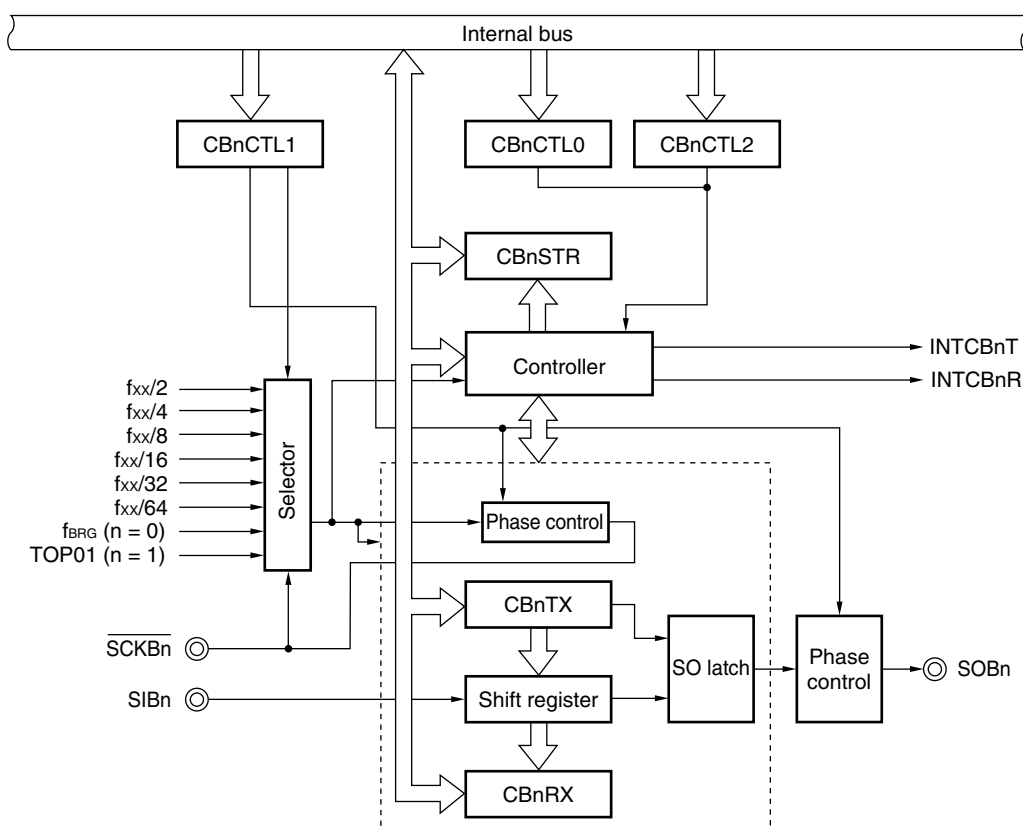 Internal bus
CBnCTL1
CBnCTL0
CBnCTL2
CBnSTR
Controller
INTCBnT
INTCBnR
fxx/2
fxx/4
fxx/8
fxx/16
fxx/32
fxx/64
fBRG (n = 0)
TOP01 (n = 1)
Selector
Phase control
SCKBn
SIBn
CBnTX
Shift register
CBnRX
SO latch
Phase
control
SOBn